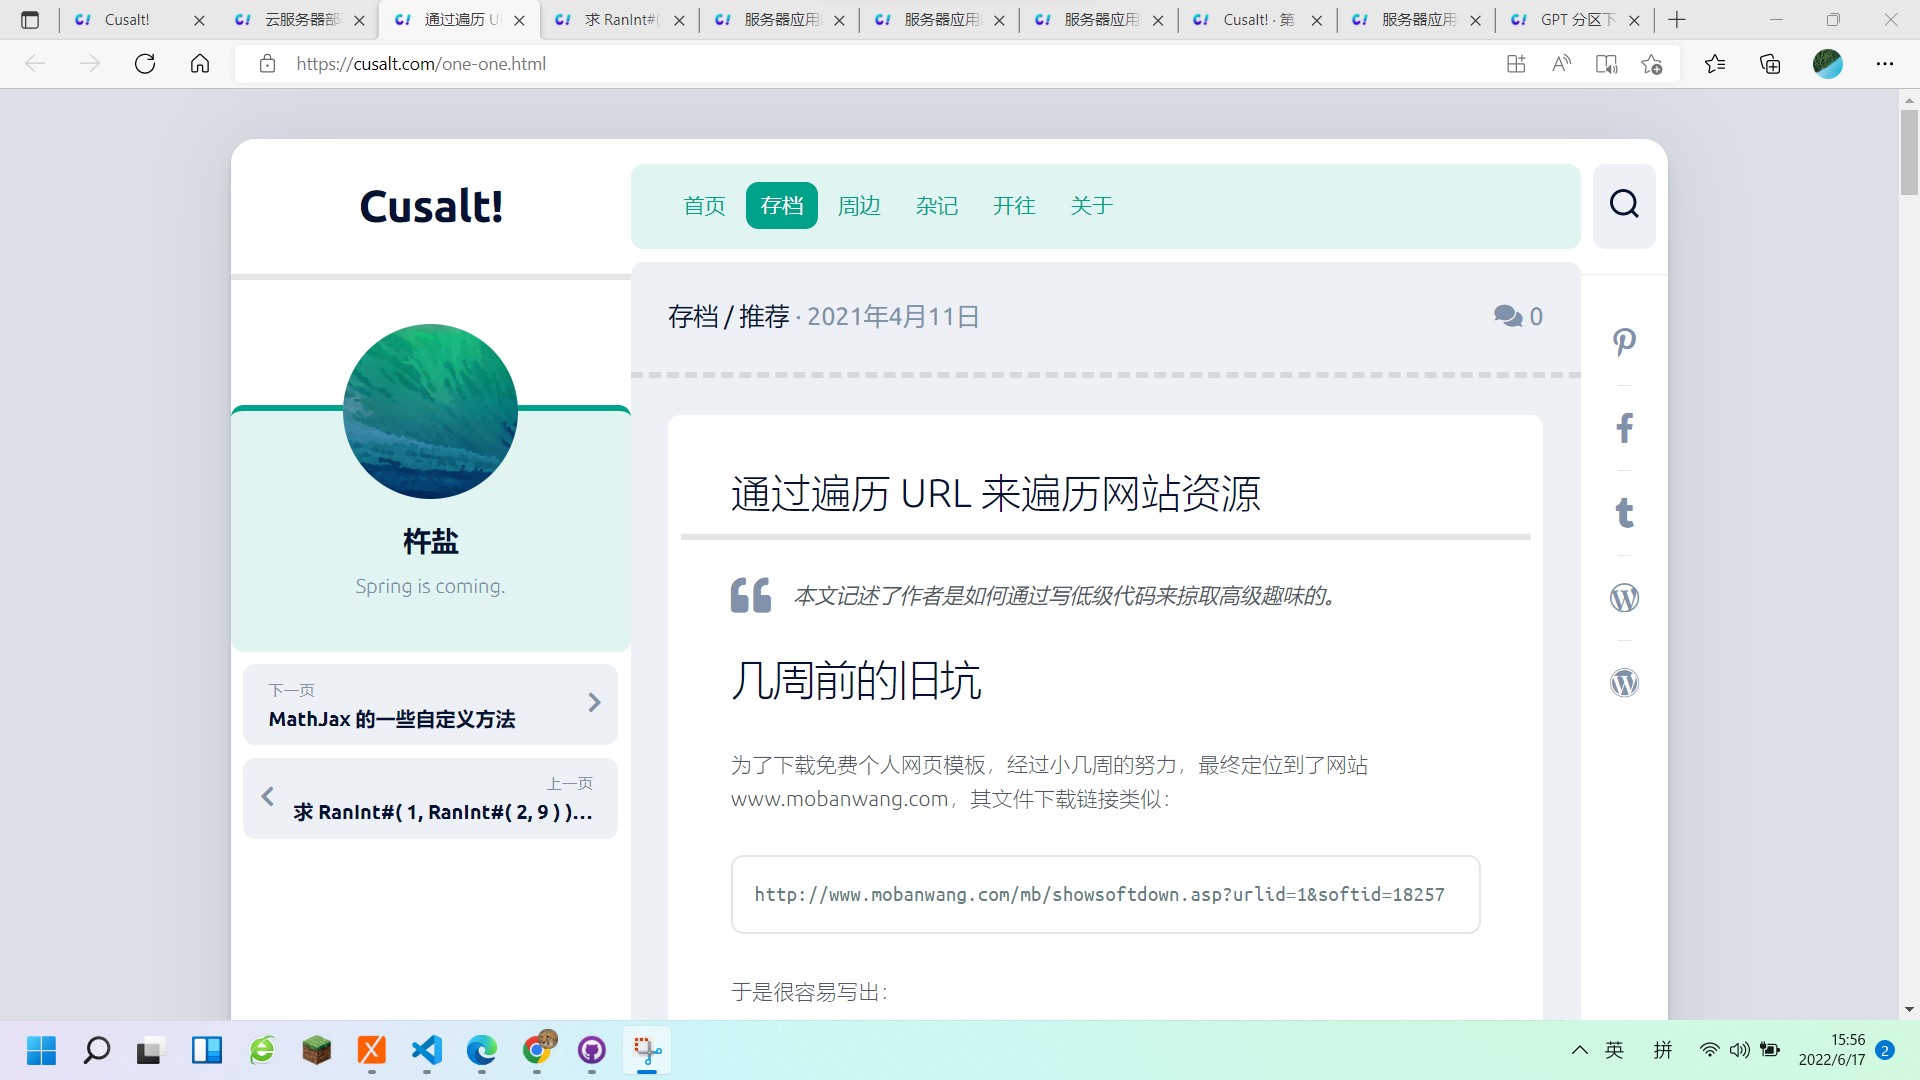 Cusalt!
云服务器部
通过遍历 U
求 RanInt#(
服务器应用
服务器应用
服务器应用
Cusalt! · 第
服务器应用
GPT 分区下
https://cusalt.com/one-one.html
Cusalt!
首页 存档 周边 杂记 开往 关于
存档 / 推荐 · 2021年4月11日
0
杵盐
Spring is coming.
下一页
MathJax 的一些自定义方法
上一页
求 RanInt#( 1, RanInt#( 2, 9 ) )...
通过遍历 URL 来遍历网站资源
本文记述了作者是如何通过写低级代码来掠取高级趣味的。
几周前的旧坑
为了下载免费个人网页模板，经过小几周的努力，最终定位到了网站
www.mobanwang.com，其文件下载链接类似：
http://www.mobanwang.com/mb/showsoftdown.asp?urlid=1&softid=18257
于是很容易写出：
英 拼
15:56
2022/6/17
2